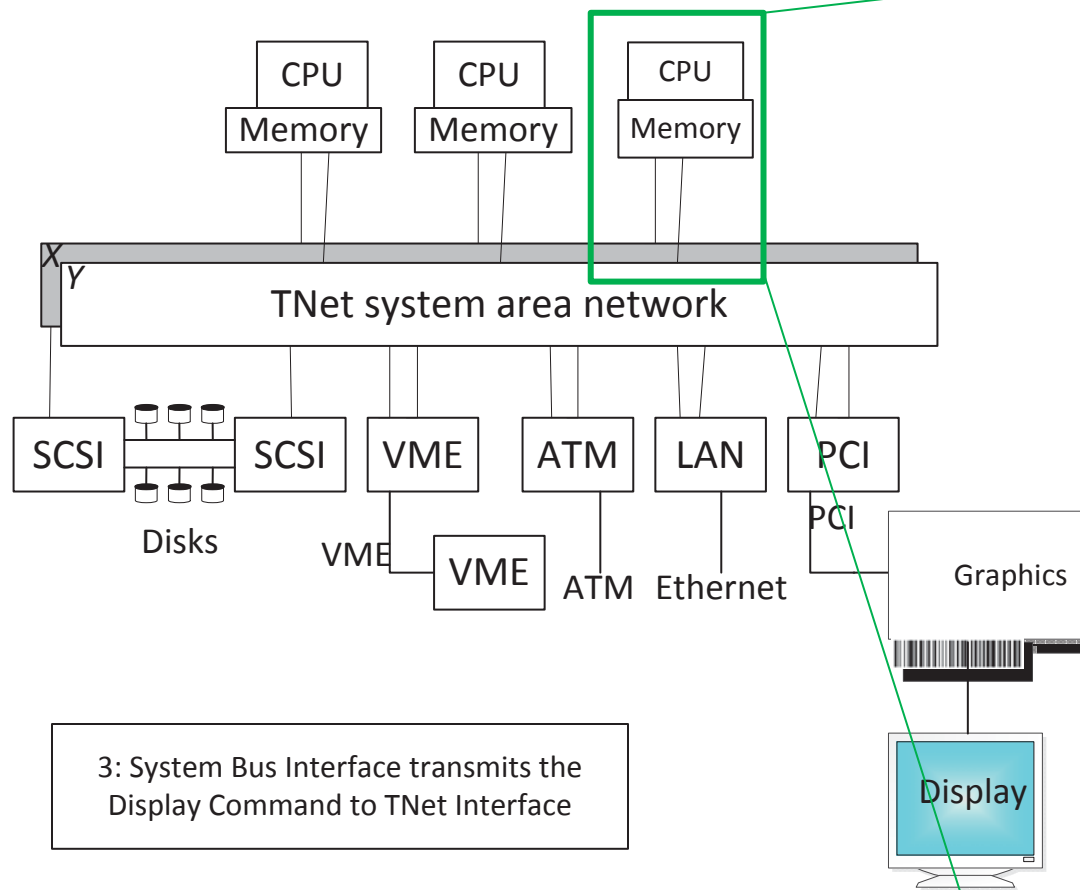 CPU
CPU
CPU
Memory
Memory
Memory
X
Y
TNet system area network
SCSI
SCSI
VME
ATM
LAN
PCI
Disks
VME
VME
ATM
Ethernet
PCI
Graphics
3: System Bus Interface transmits the
Display Command to TNet Interface
Display